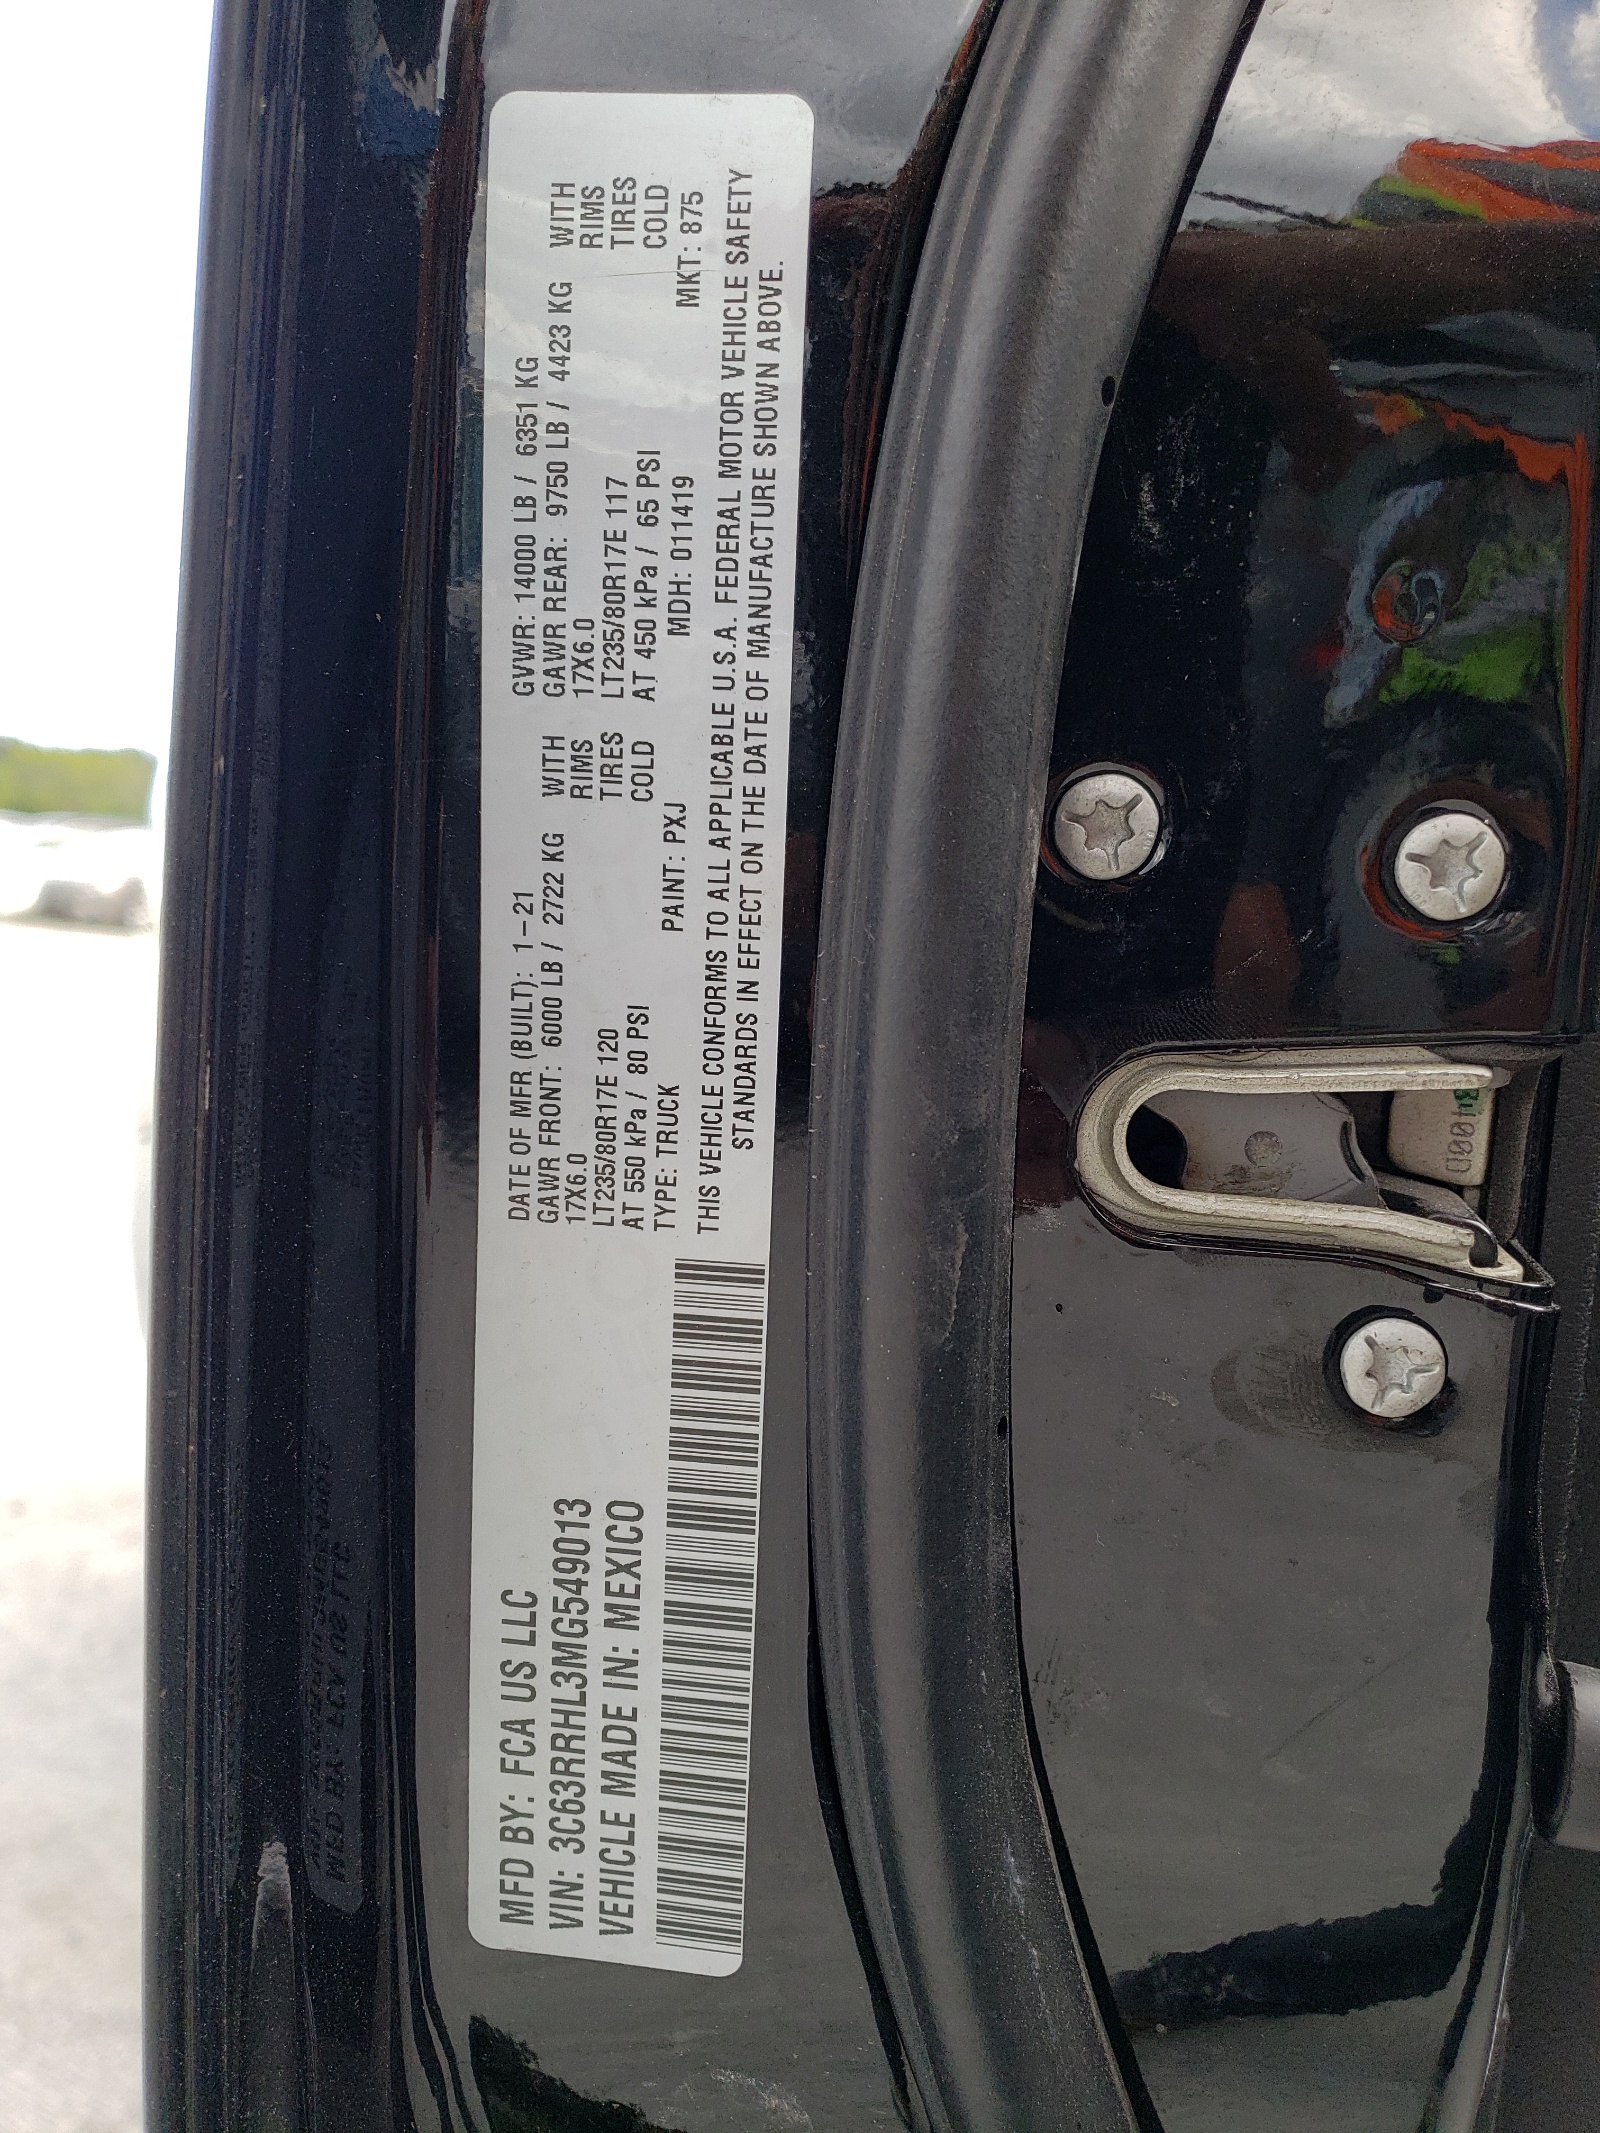 MFD BY: FCA US LLC
VIN: 3C63RRHL3MG549013
VEHICLE MADE IN: MEXICO
DATE OF MFR (BUILT): 1-21 GVWR: 14000 LB / 6351 KG
GAWR FRONT: 6000 LB / 2722 KG WITH GAWR REAR: 9750 LB / 4423 KG WITH
17X6.0 RIMS 17X6.0 RIMS
LT235/80R17E 120 TIRES LT235/80R17E 117 TIRES
AT 550 kPa / 80 PSI COLD AT 450 kPa / 65 PSI COLD
TYPE: TRUCK PAINT: PXJ MDH: 011419 MKT: 875
THIS VEHICLE CONFORMS TO ALL APPLICABLE U.S.A. FEDERAL MOTOR VEHICLE SAFETY
STANDARDS IN EFFECT ON THE DATE OF MANUFACTURE SHOWN ABOVE.